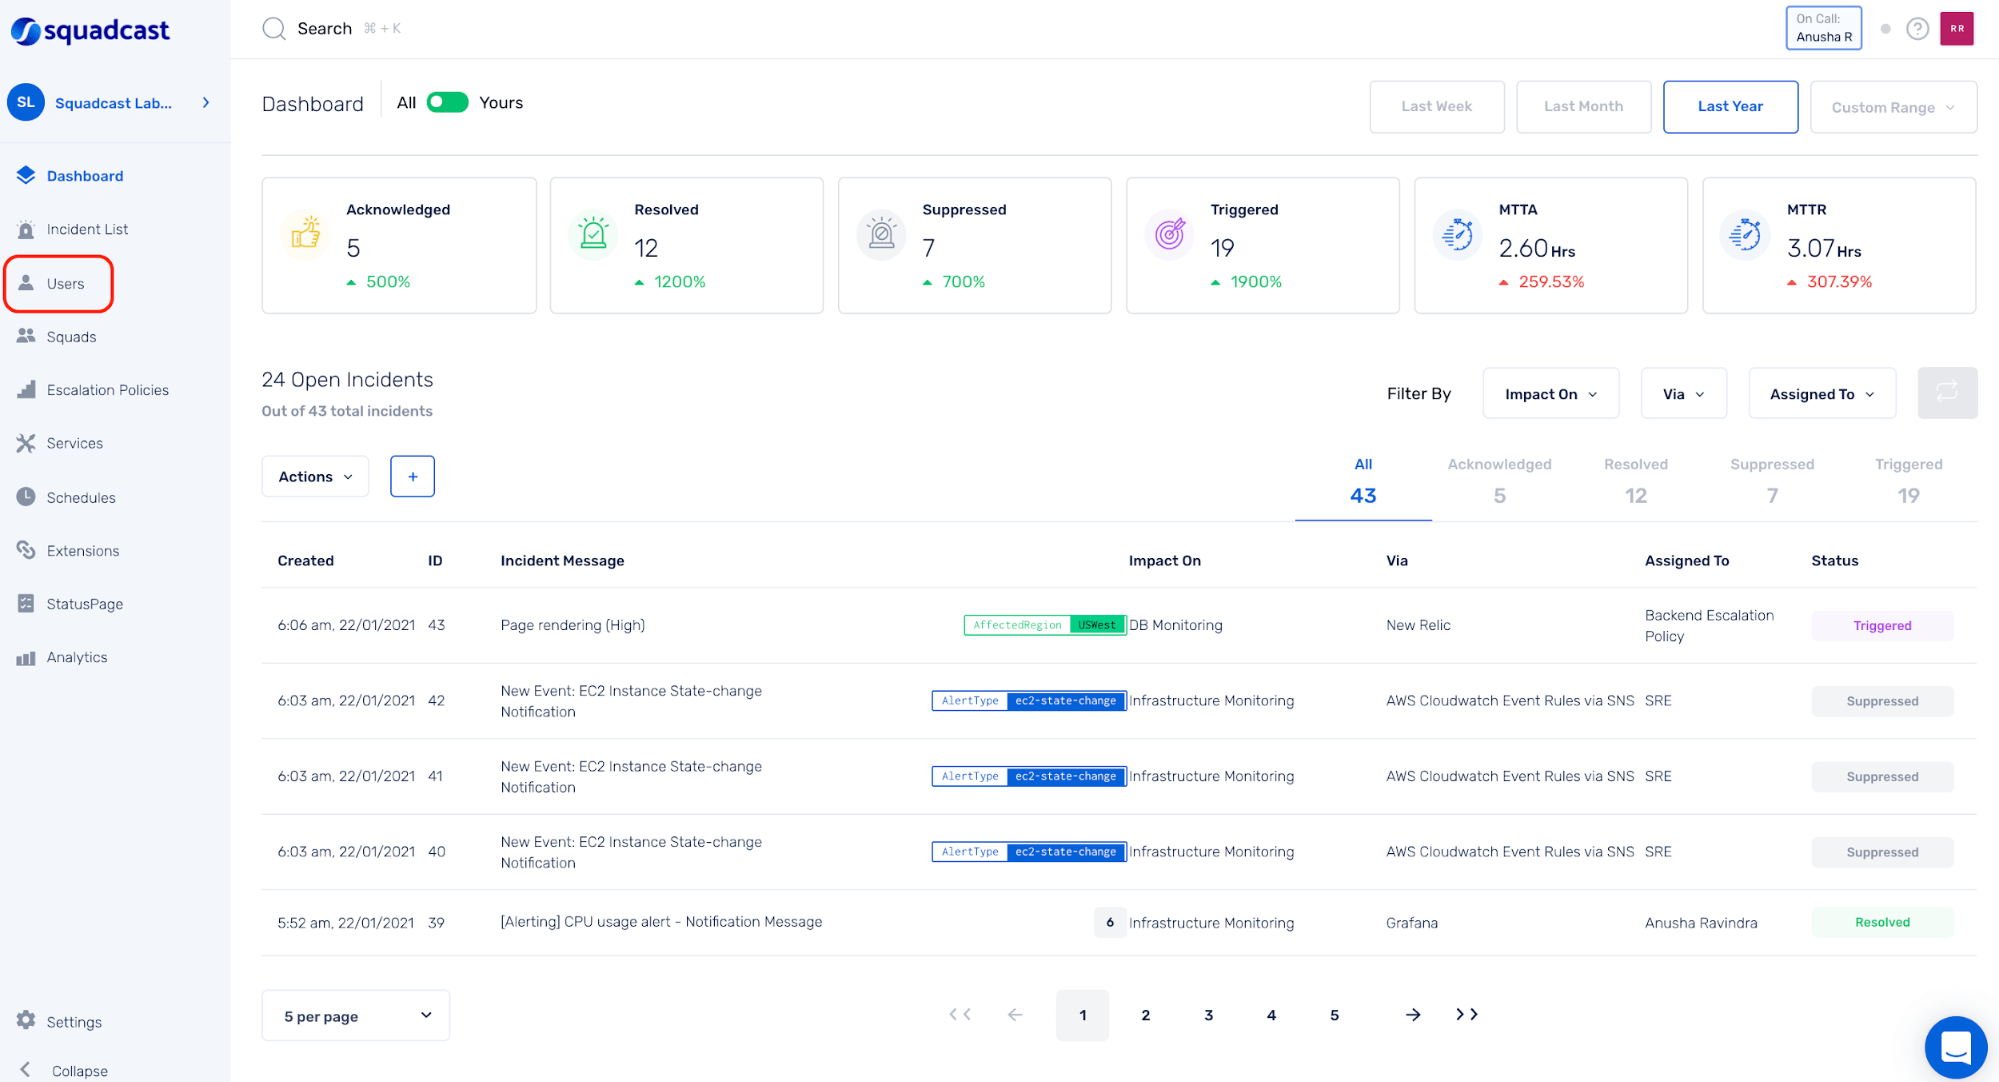 squadcast
Search ⌘ + K
On Call:
Anusha R
?
RR
SL Squadcast Lab...
Dashboard
Incident List
Users
Squads
Escalation Policies
Services
Schedules
Extensions
StatusPage
Analytics
Settings
Collapse
Dashboard All Yours
Last Week Last Month Last Year Custom Range
Acknowledged
5
500%
Resolved
12
1200%
Suppressed
7
700%
Triggered
19
1900%
MTTA
2.60 Hrs
259.53%
MTTR
3.07 Hrs
307.39%
24 Open Incidents
Out of 43 total incidents
Filter By Impact On Via Assigned To
Actions +
All Acknowledged Resolved Suppressed Triggered
43 5 12 7 19
Created ID Incident Message Impact On Via Assigned To Status
6:06 am, 22/01/2021 43 Page rendering (High) AffectedRegion USWest DB Monitoring New Relic Backend Escalation Triggered
Policy
6:03 am, 22/01/2021 42 New Event: EC2 Instance State-change AlertType ec2-state-change Infrastructure Monitoring AWS Cloudwatch Event Rules via SNS SRE Suppressed
Notification
6:03 am, 22/01/2021 41 New Event: EC2 Instance State-change AlertType ec2-state-change Infrastructure Monitoring AWS Cloudwatch Event Rules via SNS SRE Suppressed
Notification
6:03 am, 22/01/2021 40 New Event: EC2 Instance State-change AlertType ec2-state-change Infrastructure Monitoring AWS Cloudwatch Event Rules via SNS SRE Suppressed
Notification
5:52 am, 22/01/2021 39 [Alerting] CPU usage alert - Notification Message 6 Infrastructure Monitoring Grafana Anusha Ravindra Resolved
5 per page 1 2 3 4 5